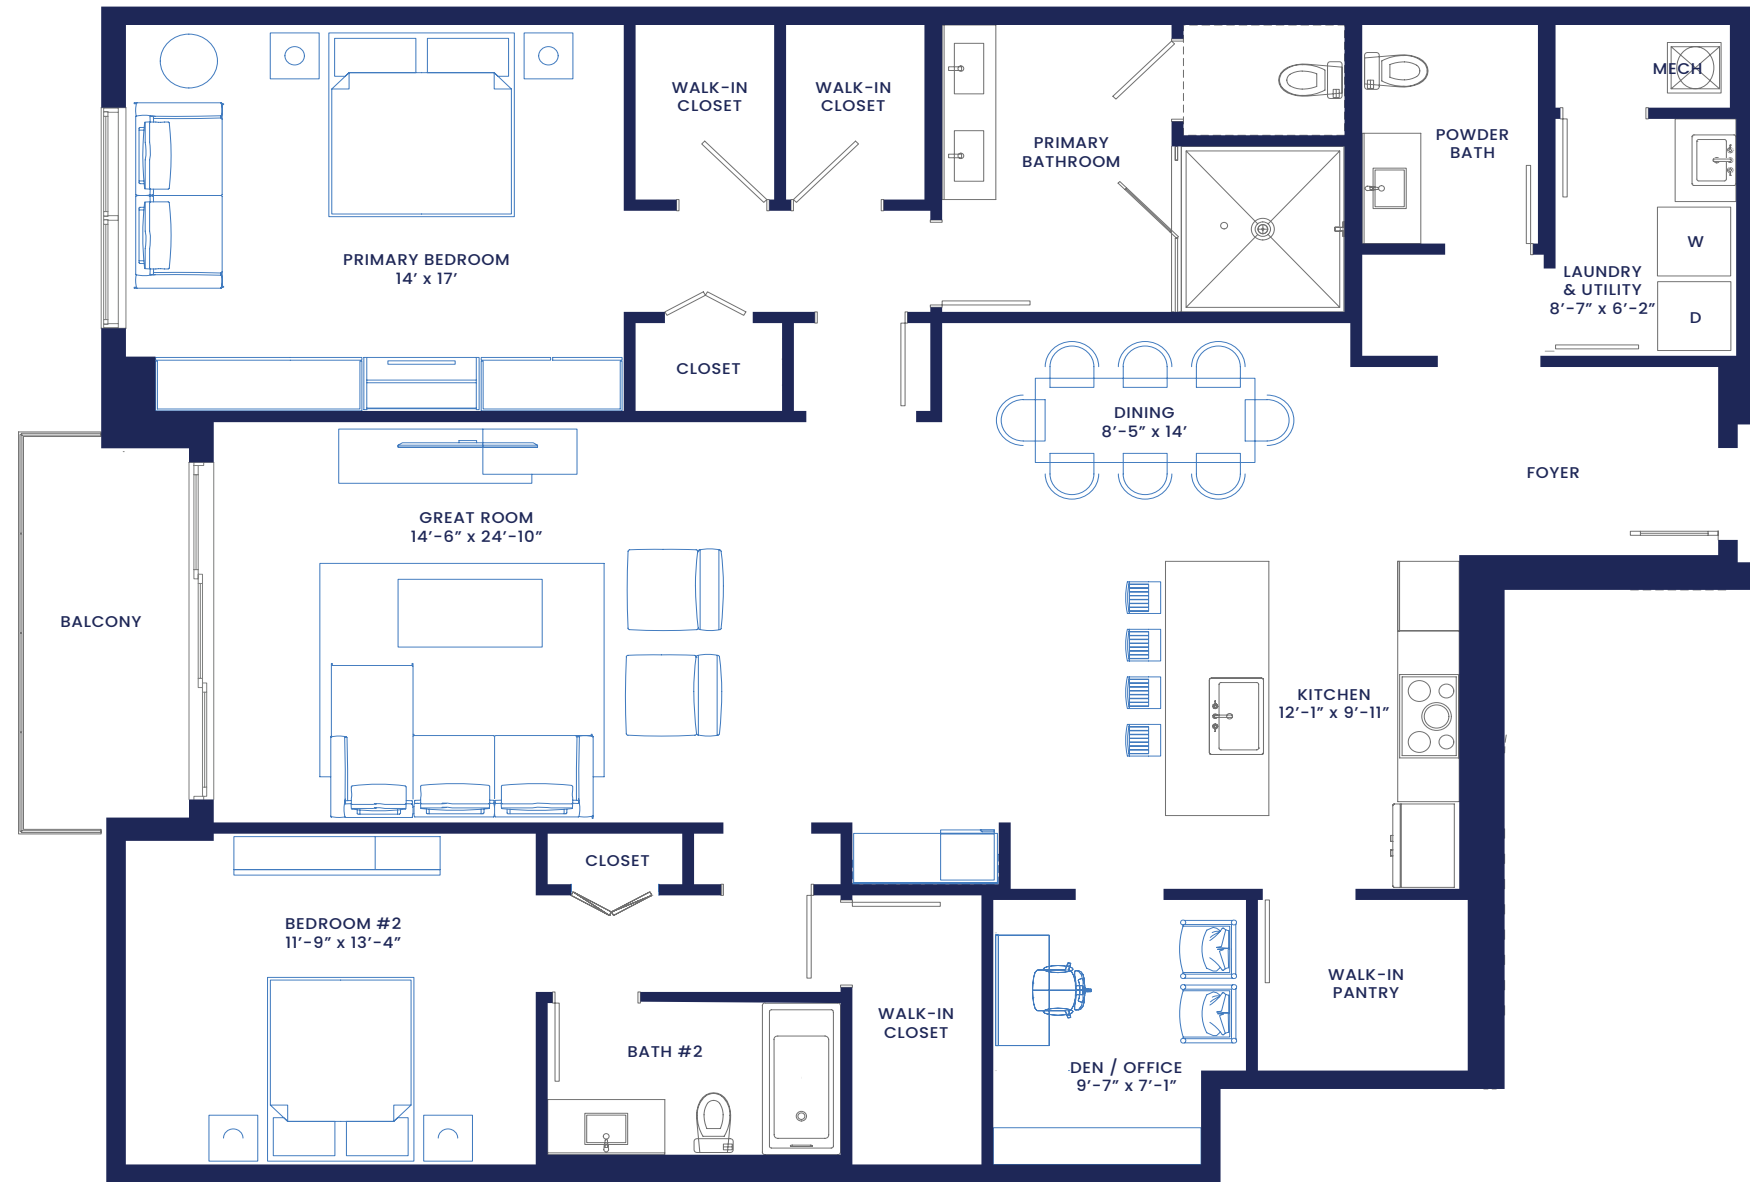 WALK-IN
CLOSET
WALK-IN
CLOSET
MECH
PRIMARY
BATHROOM
POWDER
BATH
PRIMARY BEDROOM
14’ x 17’
W
LAUNDRY
& UTILITY
8’-7” x 6’-2”
D
CLOSET
DINING
8’-5” x 14’
FOYER
GREAT ROOM
14’-6” x 24’-10”
BALCONY
KITCHEN
12’-1” x 9’-11”
CLOSET
BEDROOM #2
11’-9” x 13’-4”
WALK-IN
PANTRY
WALK-IN
CLOSET
BATH #2
DEN / OFFICE
9’-7” x 7’-1”